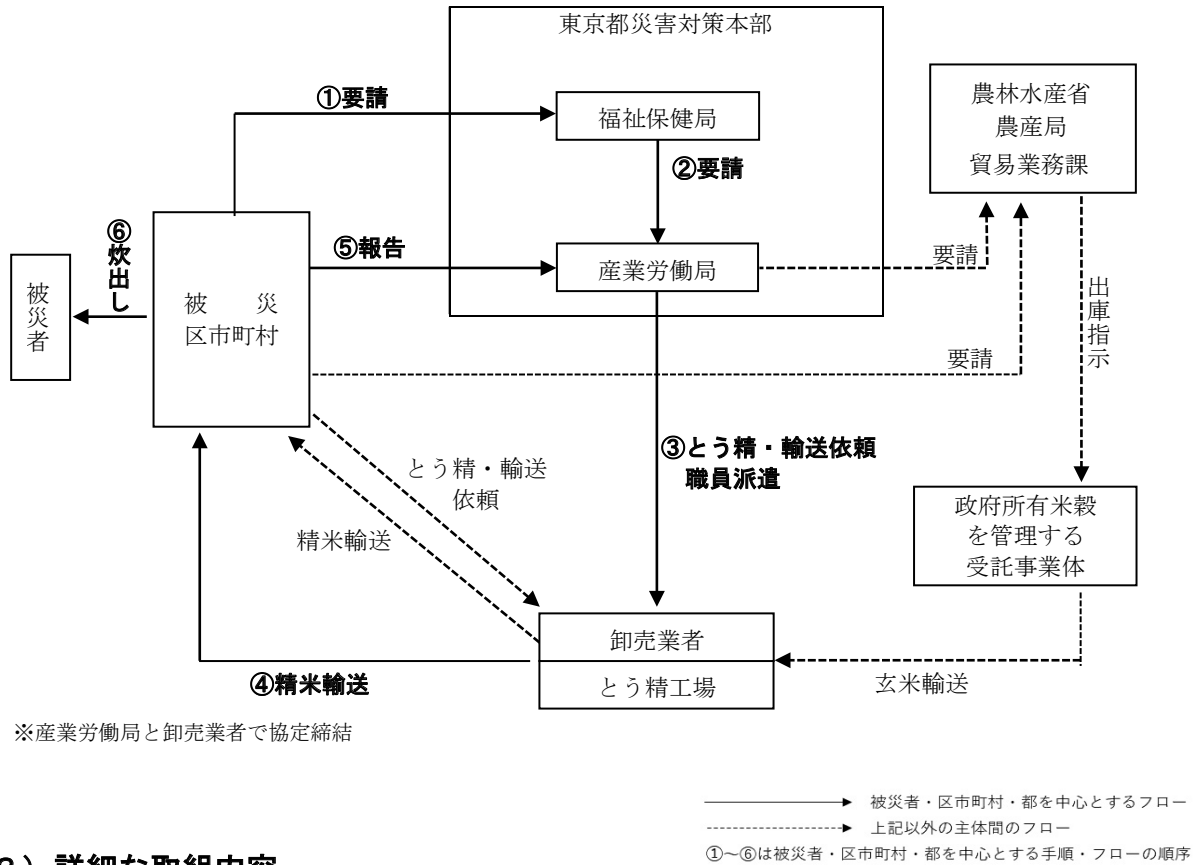 東京都災害対策本部
①要請
福祉保健局
農林水産省
農産局
貿易業務課
②要請
⑥炊出し
⑤報告
産業労働局
要請
被災者
被　　災
区市町村
出庫指示
要請
③とう精・輸送依頼
職員派遣
とう精・輸送
依頼
精米輸送
政府所有米穀
を管理する
受託事業体
卸売業者
とう精工場
④精米輸送
玄米輸送
※産業労働局と卸売業者で協定締結
被災者・区市町村・都を中心とするフロー
上記以外の主体間のフロー
①～⑥は被災者・区市町村・都を中心とする手順・フローの順序
）詳細な取組内容